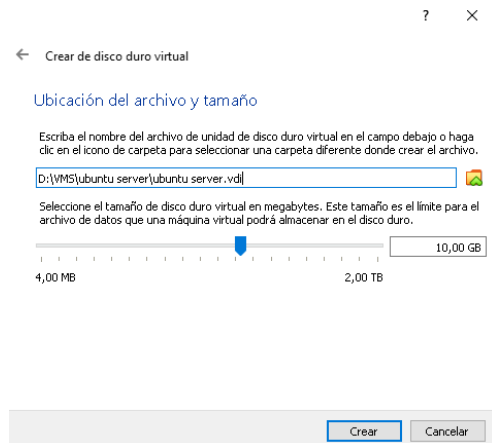 ?
Crear de disco duro virtual
Ubicación del archivo y tamaño
Escriba el nombre del archivo de unidad de disco duro virtual en el campo debajo o haga
clic en el icono de carpeta para seleccionar una carpeta diferente donde crear el archivo.
D:\VMS\ubuntu server\ubuntu server.vdi
Seleccione el tamaño de disco duro virtual en megabytes. Este tamaño es el límite para el
archivo de datos que una máquina virtual podrá almacenar en el disco duro.
10,00 GB
4,00 MB 2,00 TB
Crear Cancelar